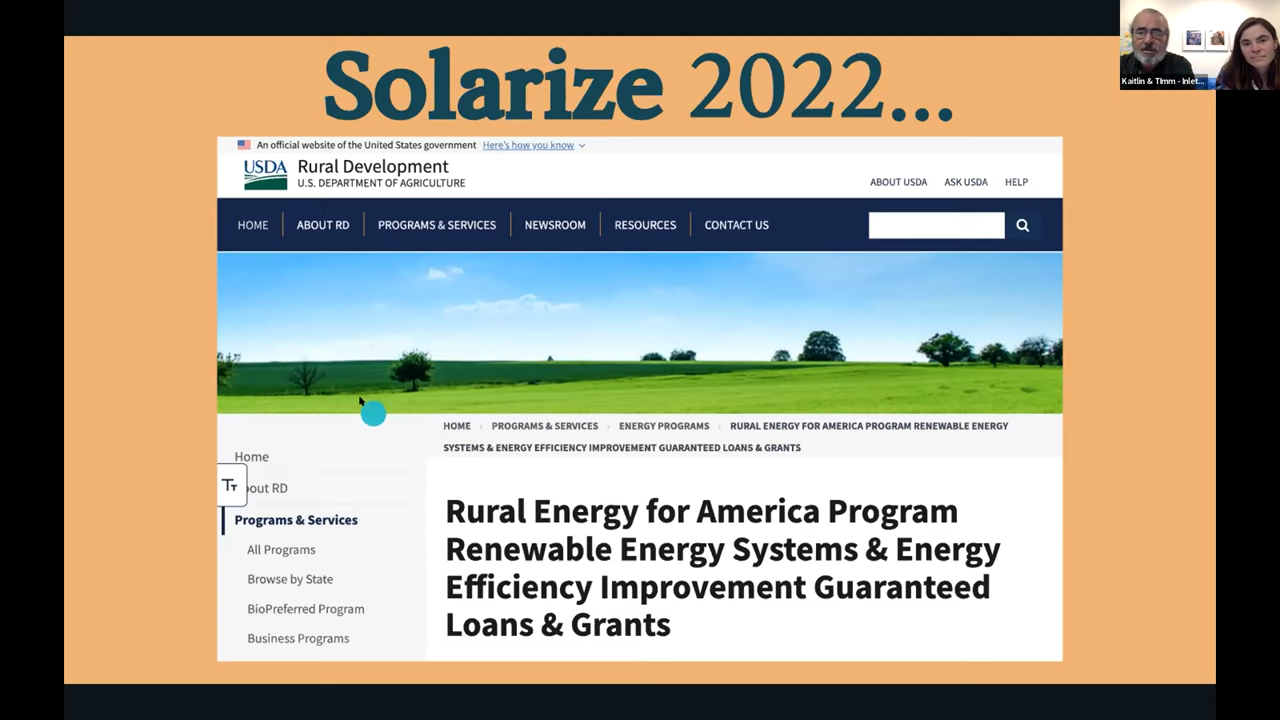 Solarize 2022...
Kaitlin & TImm - Inlet...
An official website of the United States government Here's how you know
USDA
Rural Development
U.S. DEPARTMENT OF AGRICULTURE
ABOUT USDA ASK USDA HELP
HOME ABOUT RD PROGRAMS & SERVICES NEWSROOM RESOURCES CONTACT US
HOME PROGRAMS & SERVICES ENERGY PROGRAMS RURAL ENERGY FOR AMERICA PROGRAM RENEWABLE ENERGY
SYSTEMS & ENERGY EFFICIENCY IMPROVEMENT GUARANTEED LOANS & GRANTS
Home
Tт
out RD
Programs & Services
All Programs
Browse by State
BioPreferred Program
Business Programs
Rural Energy for America Program
Renewable Energy Systems & Energy
Efficiency Improvement Guaranteed
Loans & Grants